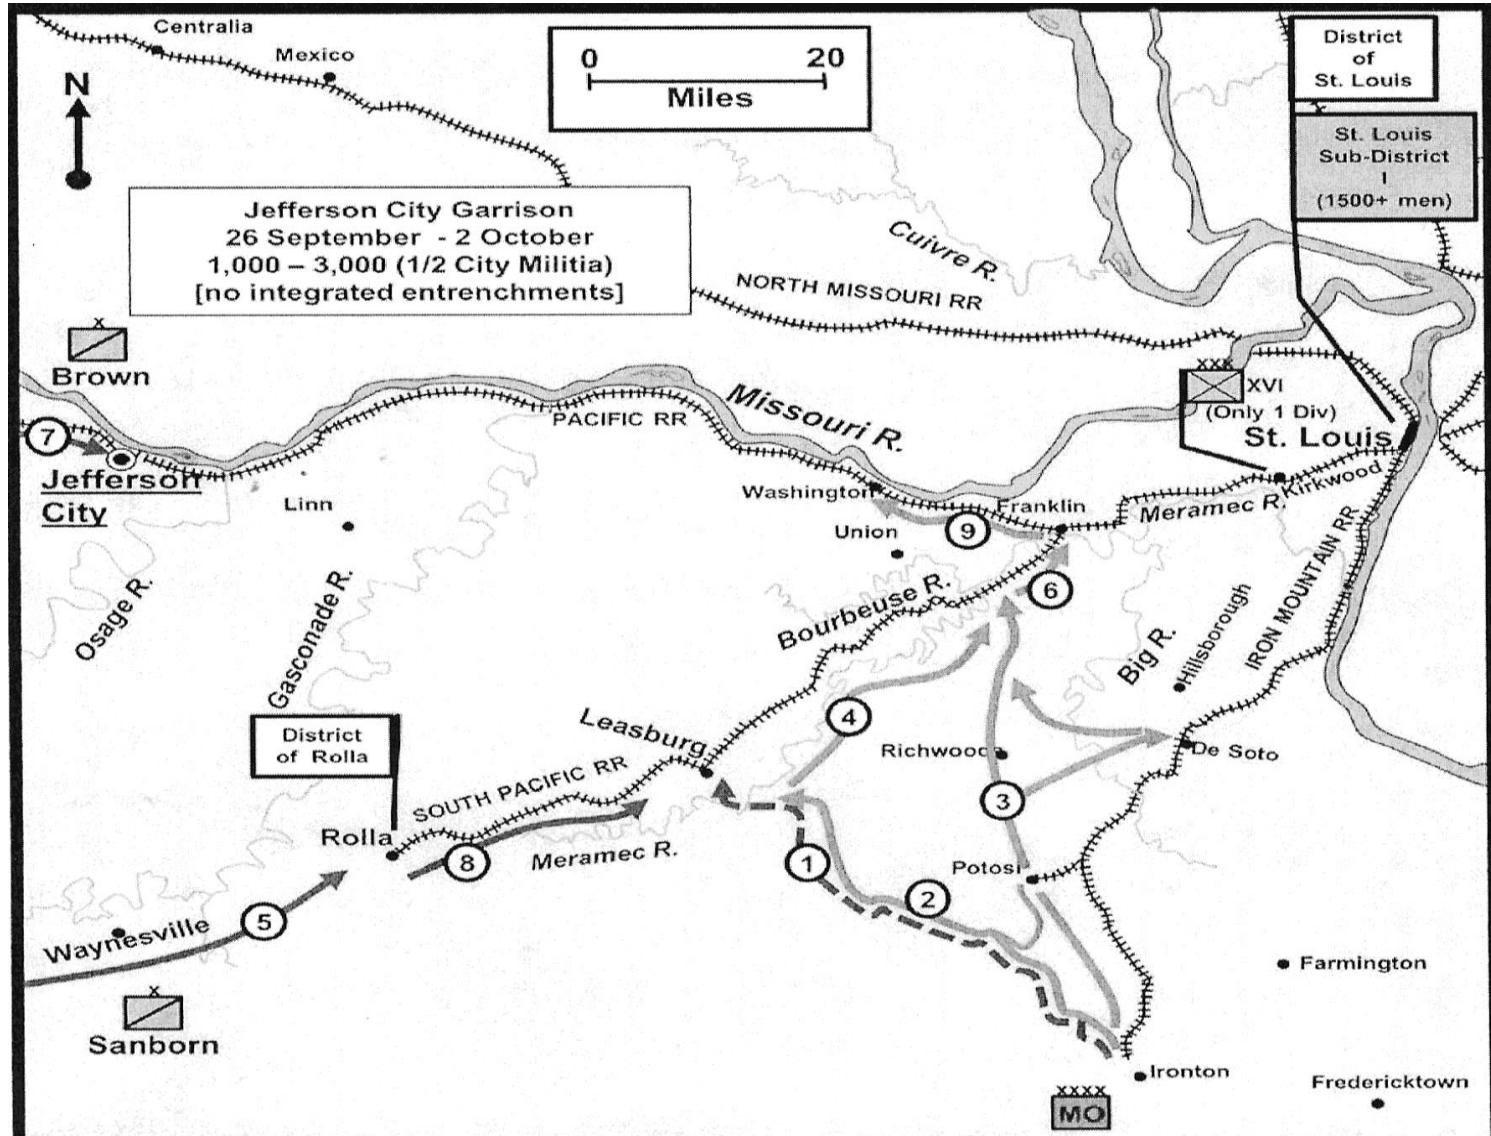 Centralia
Mexico
N
0 20
Miles
District
of
St. Louis
St. Louis
Sub-District
I
(1500+ men)
Jefferson City Garrison
26 September - 2 October
1,000 – 3,000 (1/2 City Militia)
[no integrated entrenchments]
Cuivre R.
NORTH MISSOURI RR
X
Brown
XXX
XVI
(Only 1 Div)
St. Louis
Missouri R.
PACIFIC RR
7
Jefferson
City
Kirkwood
Washington
Franklin
Meramec R.
Linn
Union
9
IRON MOUNTAIN RR
Osage R.
Gasconade R.
Bourbeuse R.
6
Big R.
Hillsborough
District
of Rolla
Leasburg
4
Richwoods
De Soto
SOUTH PACIFIC RR
3
Rolla
8
Meramec R.
1
Potosi
2
Waynesville
5
Farmington
X
Sanborn
Ironton
Fredericktown
XXXX
MO